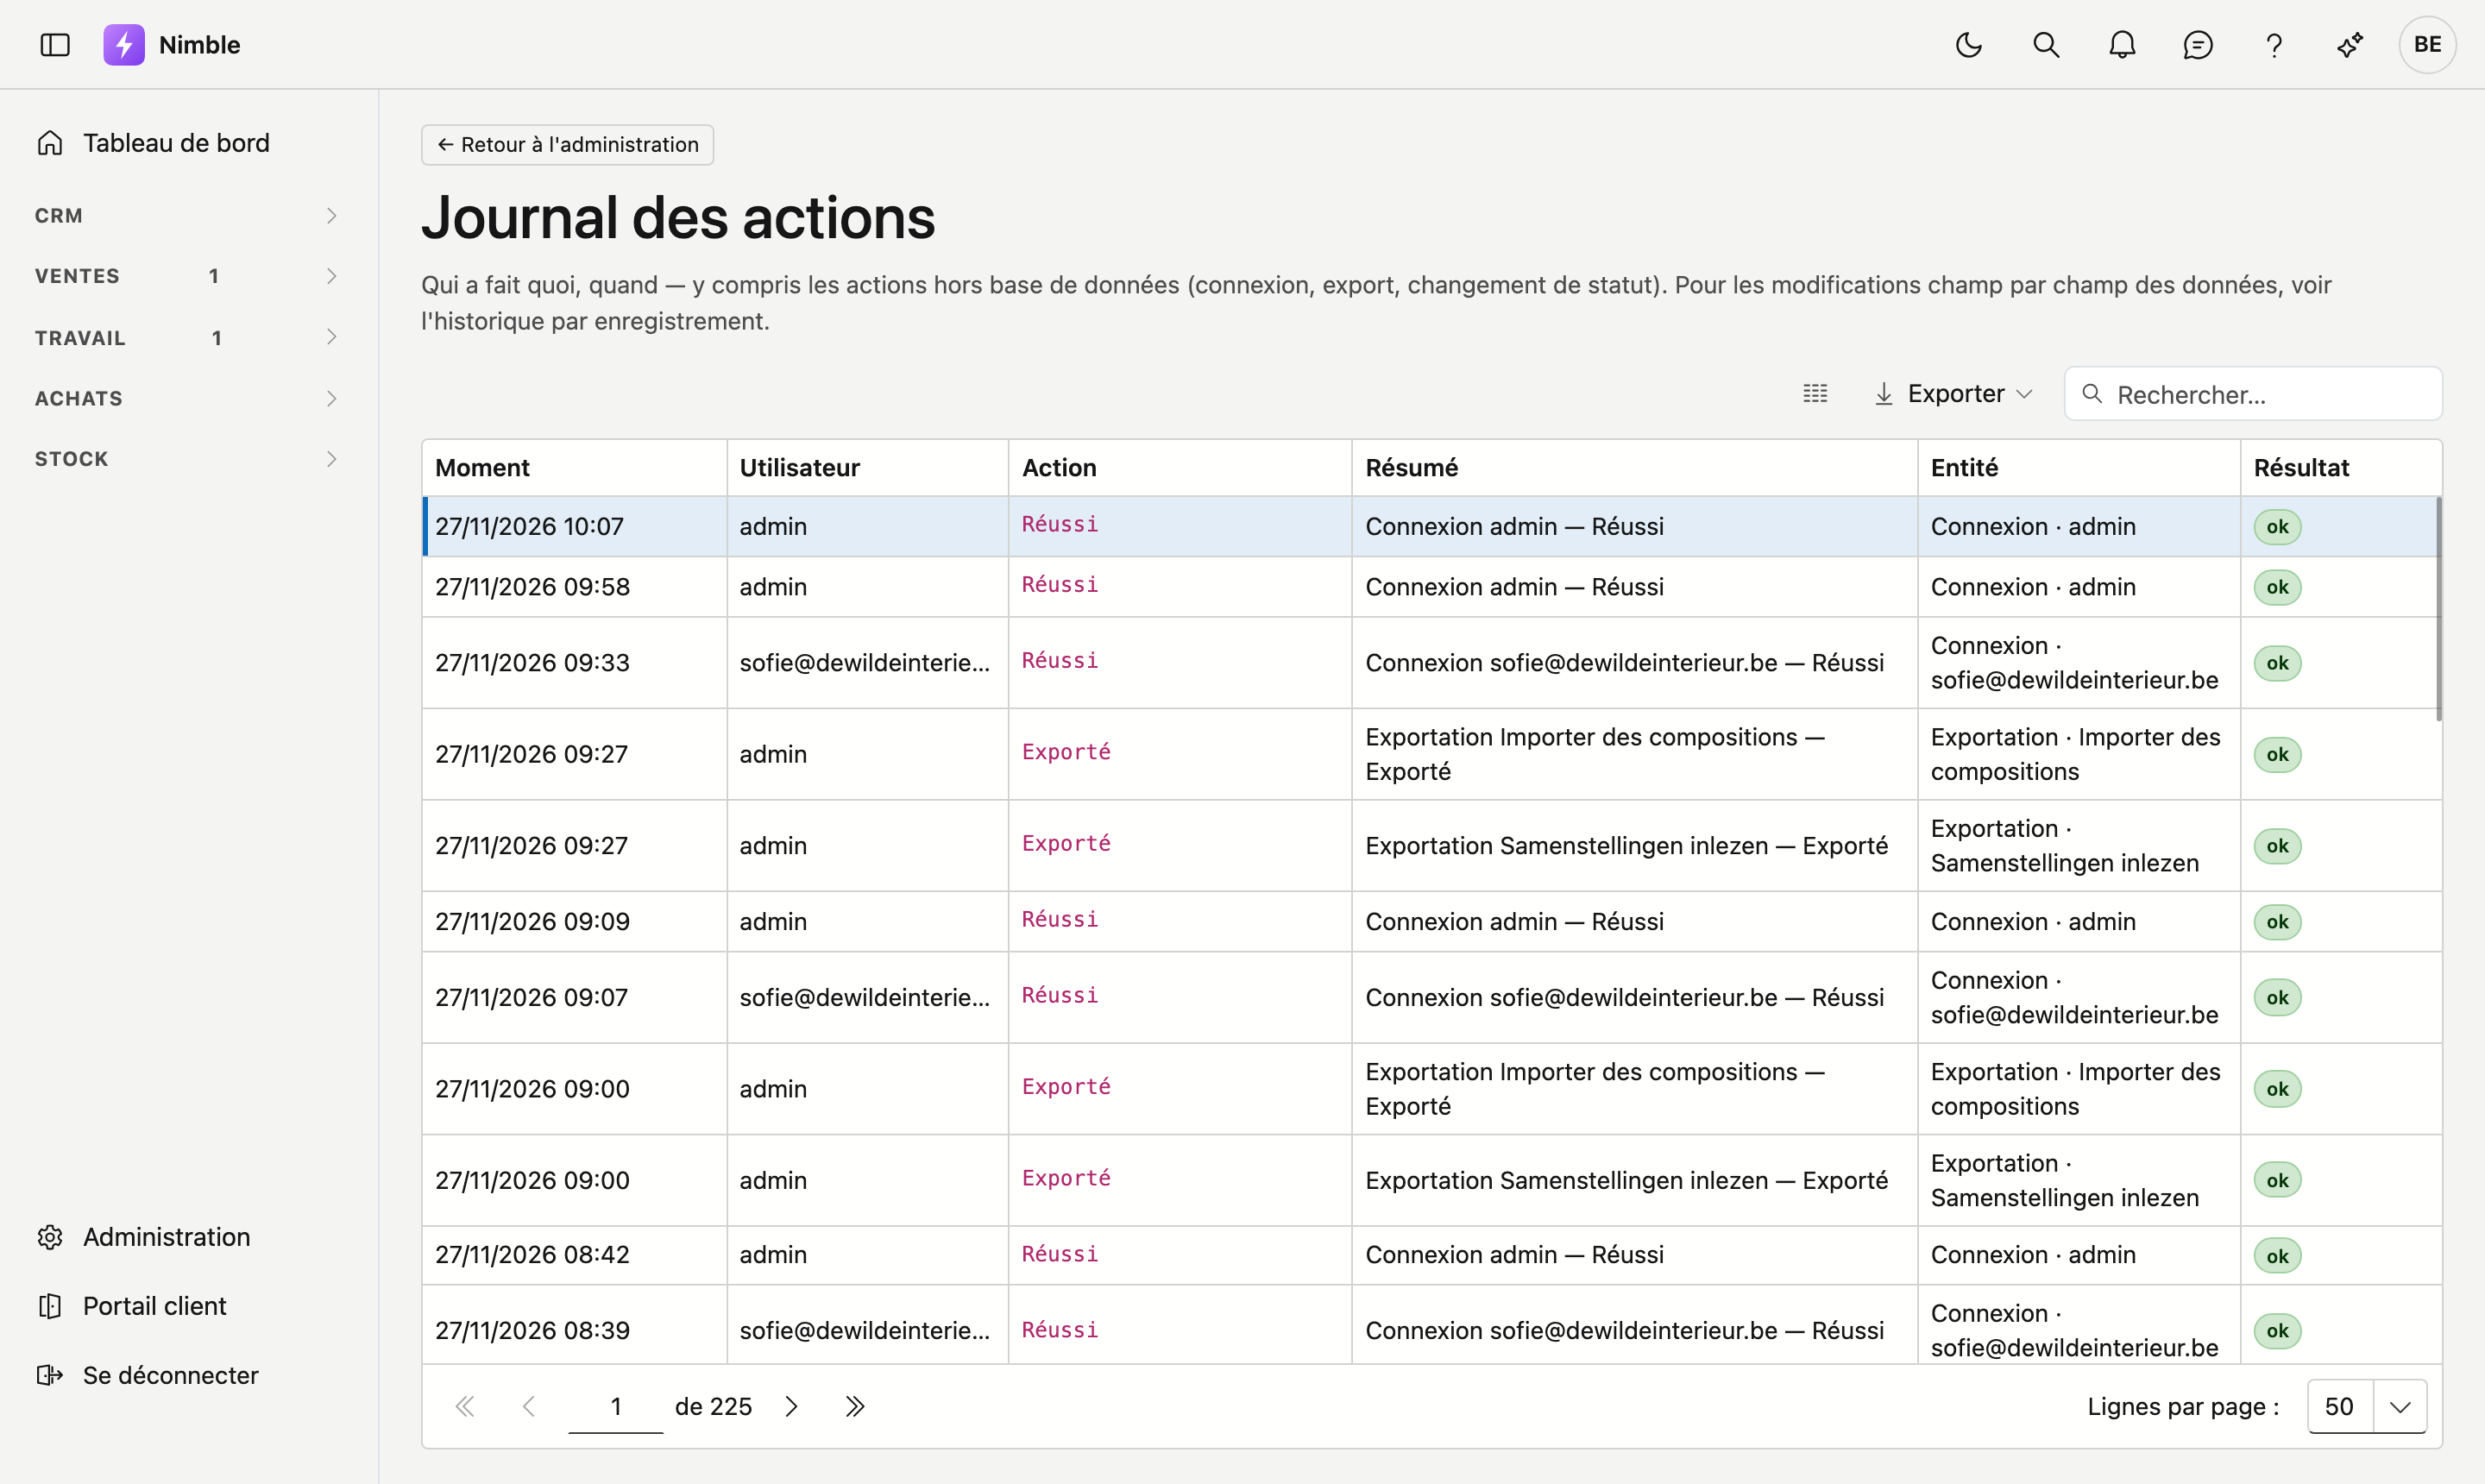 Nimble
BE
Tableau de bord
CRM
VENTES 1
TRAVAIL 1
ACHATS
STOCK
Administration
Portail client
Se déconnecter
← Retour à l'administration
Journal des actions
Qui a fait quoi, quand — y compris les actions hors base de données (connexion, export, changement de statut). Pour les modifications champ par champ des données, voir
l'historique par enregistrement.
Exporter
Rechercher...
Moment Utilisateur Action Résumé Entité Résultat
27/11/2026 10:07 admin Réussi Connexion admin — Réussi Connexion · admin ok
27/11/2026 09:58 admin Réussi Connexion admin — Réussi Connexion · admin ok
27/11/2026 09:33 sofie@dewildeinterie... Réussi Connexion sofie@dewildeinterieur.be — Réussi Connexion ·
sofie@dewildeinterieur.be ok
27/11/2026 09:27 admin Exporté Exportation Importer des compositions —
Exporté Exportation · Importer des
compositions ok
27/11/2026 09:27 admin Exporté Exportation Samenstellingen inlezen — Exporté Exportation ·
Samenstellingen inlezen ok
27/11/2026 09:09 admin Réussi Connexion admin — Réussi Connexion · admin ok
27/11/2026 09:07 sofie@dewildeinterie... Réussi Connexion sofie@dewildeinterieur.be — Réussi Connexion ·
sofie@dewildeinterieur.be ok
27/11/2026 09:00 admin Exporté Exportation Importer des compositions —
Exporté Exportation · Importer des
compositions ok
27/11/2026 09:00 admin Exporté Exportation Samenstellingen inlezen — Exporté Exportation ·
Samenstellingen inlezen ok
27/11/2026 08:42 admin Réussi Connexion admin — Réussi Connexion · admin ok
27/11/2026 08:39 sofie@dewildeinterie... Réussi Connexion sofie@dewildeinterieur.be — Réussi Connexion ·
sofie@dewildeinterieur.be ok
1 de 225
Lignes par page : 50